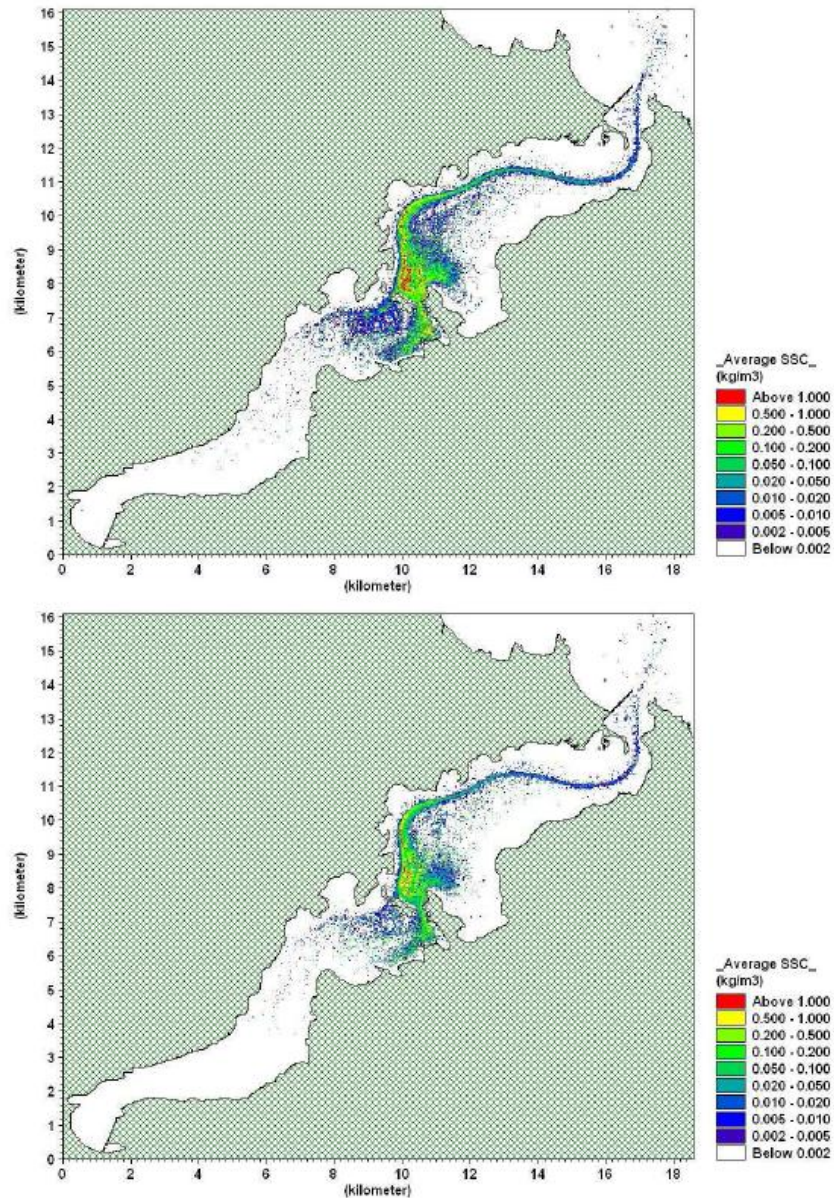 16
15
14
13
12
11
10
9
8
7
6
5
4
3
2
1
0
(kilometer)
0 2 4 6 8 10 12 14 16 18
(kilometer)
_Average SSC_
(kg/m3)
Above 1.000
0.500 - 1.000
0.200 - 0.500
0.100 - 0.200
0.050 - 0.100
0.020 - 0.050
0.010 - 0.020
0.005 - 0.010
0.002 - 0.005
Below 0.002
16
15
14
13
12
11
10
9
8
7
6
5
4
3
2
1
0
(kilometer)
0 2 4 6 8 10 12 14 16 18
(kilometer)
_Average SSC_
(kg/m3)
Above 1.000
0.500 - 1.000
0.200 - 0.500
0.100 - 0.200
0.050 - 0.100
0.020 - 0.050
0.010 - 0.020
0.005 - 0.010
0.002 - 0.005
Below 0.002